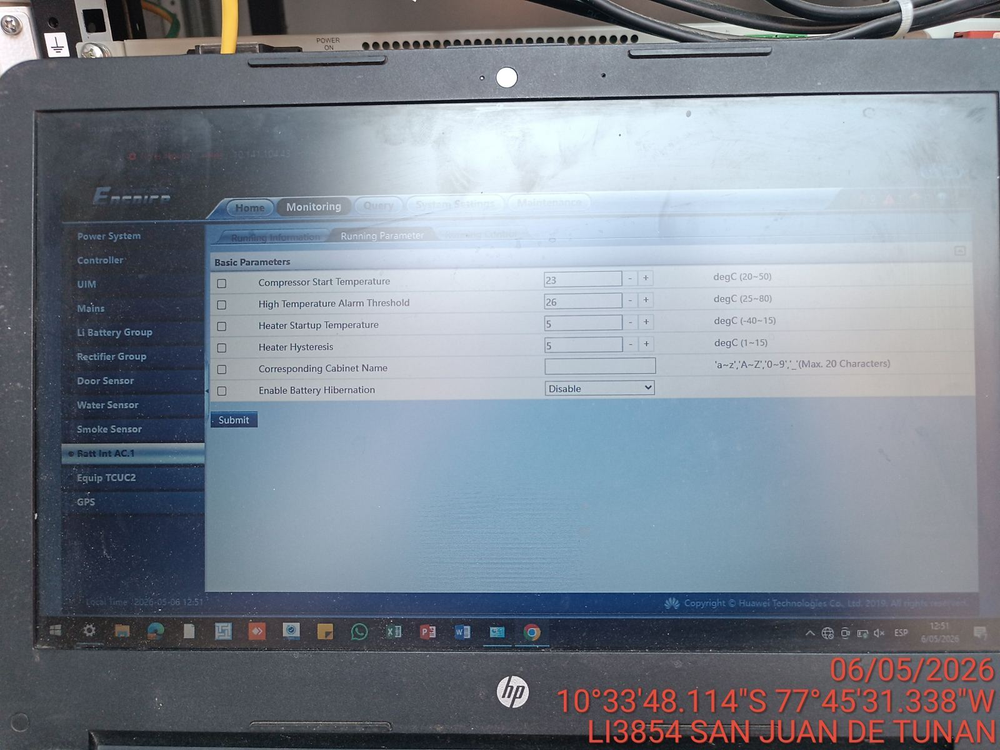 POWER
ON
10.141.104.43
Home Monitoring Query System Settings Maintenance
Power System
Controller
UIM
Mains
Li Battery Group
Rectifier Group
Door Sensor
Water Sensor
Smoke Sensor
Batt Int AC.1
Equip TCUC2
GPS
Running Information Running Parameter Running Control
Basic Parameters
Compressor Start Temperature 23 - + degC (20~50)
High Temperature Alarm Threshold 26 - + degC (25~80)
Heater Startup Temperature 5 - + degC (-40~15)
Heater Hysteresis 5 - + degC (1~15)
Corresponding Cabinet Name 'a~z','A~Z','0~9','_'(Max. 20 Characters)
Enable Battery Hibernation Disable
Submit
Local Time 2026-05-06 12:51
Copyright © Huawei Technologies Co., Ltd. 2019. All rights
ESP 12:51
6/05/2026
hp
06/05/2026
10°33'48.114"S 77°45'31.338"W
LI3854 SAN JUAN DE TUNAN